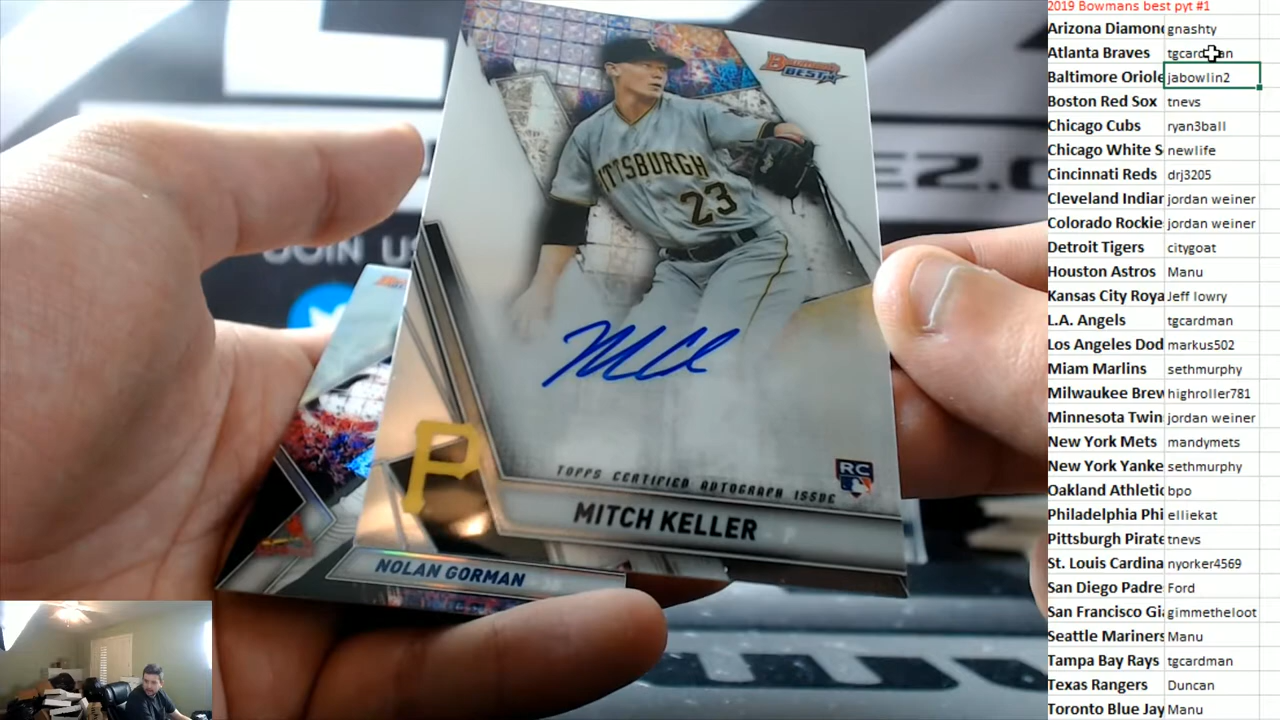 Bowman's
BEST
PITTSBURGH
23
E2.0
JOIN US
P
TOPPS CERTIFIED AUTOGRAPH ISSUE
RC
MITCH KELLER
NOLAN GORMAN
2019 Bowmans best pyt #1
Arizona Diamond gnashty
Atlanta Braves
Baltimore Oriole jabowlin2
Boston Red Sox tnevs
Chicago Cubs ryan3ball
Chicago White S newlife
Cincinnati Reds drj3205
Cleveland Indian jordan weiner
Colorado Rockie jordan weiner
Detroit Tigers citygoat
Houston Astros Manu
Kansas City Roya Jeff lowry
L.A. Angels tgcardman
Los Angeles Dod markus502
Miam Marlins sethmurphy
Milwaukee Brew highroller781
Minnesota Twin jordan weiner
New York Mets mandymets
New York Yanke sethmurphy
Oakland Athletic bpo
Philadelphia Phi elliekat
Pittsburgh Pirate tnevs
St. Louis Cardina nyorker4569
San Diego Padre Ford
San Francisco Gia gimmetheloot
Seattle Mariners Manu
Tampa Bay Rays tgcardman
Texas Rangers Duncan
Toronto Blue Jay Manu